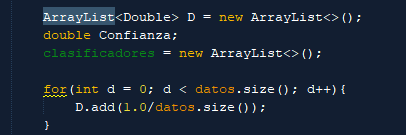 ArrayList<Double> D = new ArrayList<>();
double Confianza;
clasificadores = new ArrayList<>();
for(int d = 0; d < datos.size(); d++){
D.add(1.0/datos.size());
}